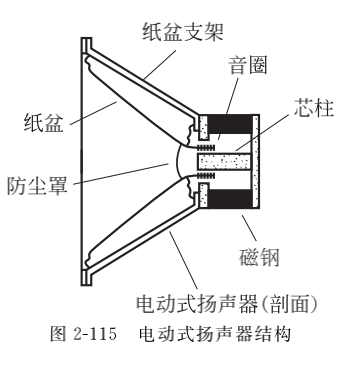 纸盆支架
音圈
芯柱
纸盆
防尘罩
磁钢
电动式扬声器(剖面)
图 2-115 电动式扬声器结构